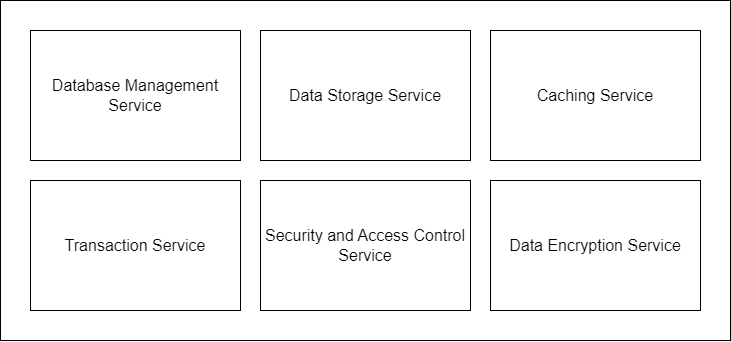 Database Management
Service
Data Storage Service
Caching Service
Transaction Service
Security and Access Control
Service
Data Encryption Service